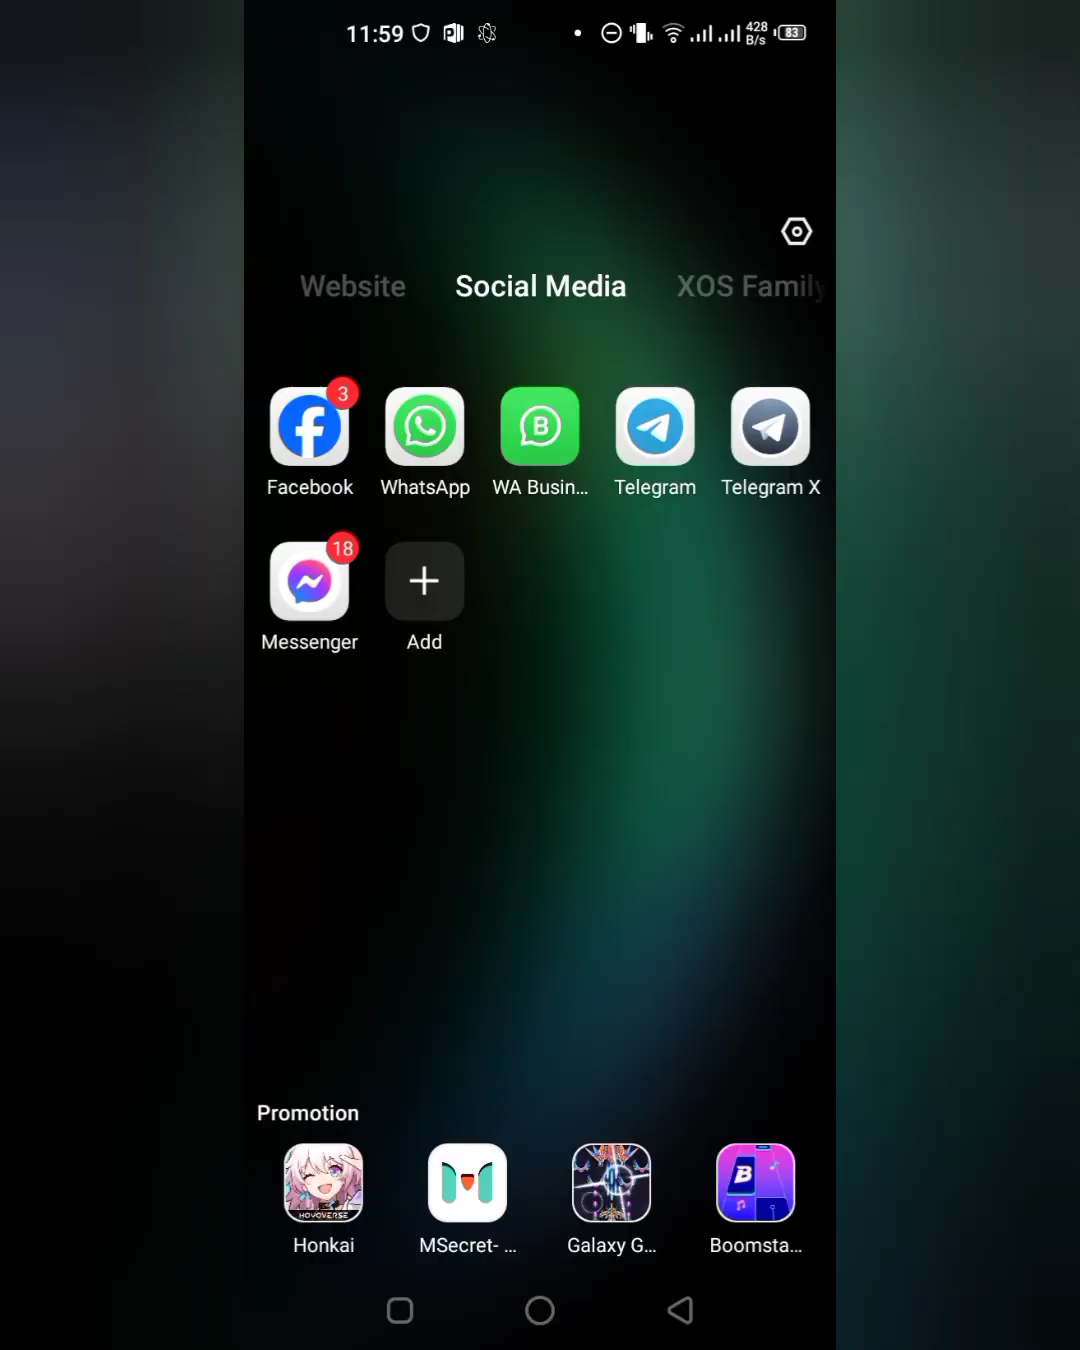 11:59 428 B/s 83
Website Social Media XOS Family
3
Facebook WhatsApp WA Busin... Telegram Telegram X
18
Messenger Add
Promotion
HOYOVERSE
Honkai MSecret- ... Galaxy G... Boomsta...